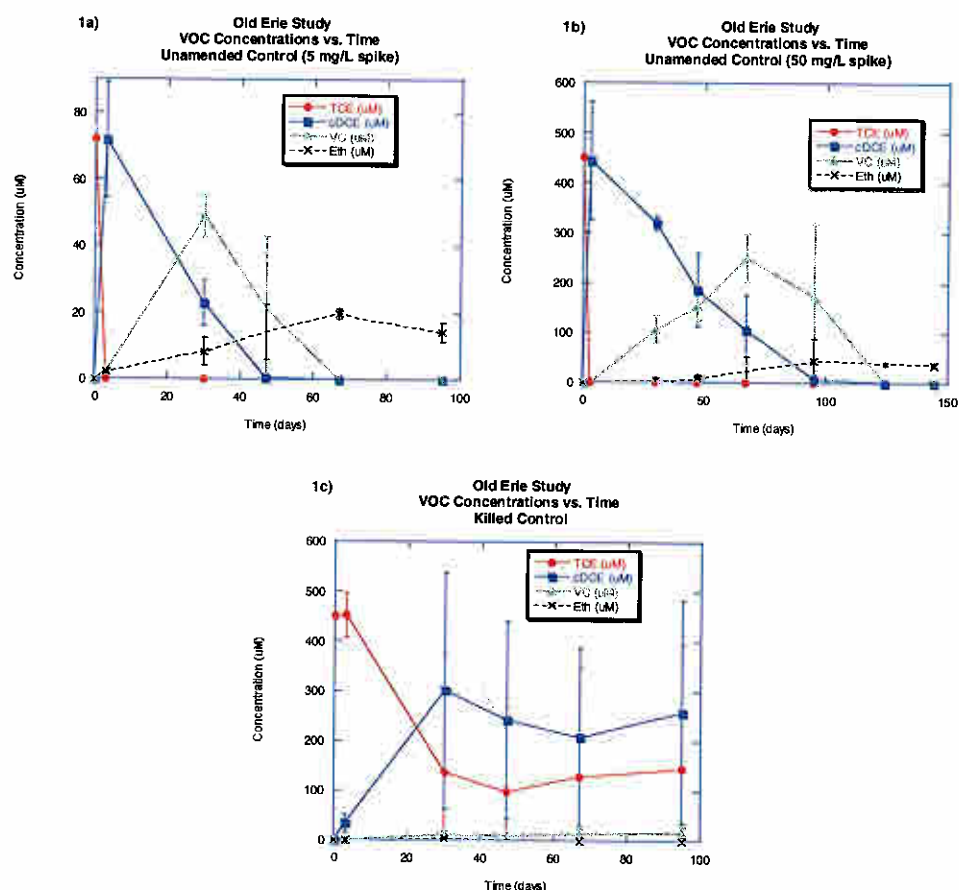 1a)
Old Erie Study
VOC Concentrations vs. Time
Unamended Control (5 mg/L spike)
TCE (uM)
cDCE (uM)
VC (uM)
Eth (uM)
Concentration (uM)
80
60
40
20
0
0 20 40 60 80 100
Time (days)
1b)
Old Erie Study
VOC Concentrations vs. Time
Unamended Control (50 mg/L spike)
TCE (uM)
cDCE (uM)
VC (uM)
Eth (uM)
Concentration (uM)
600
500
400
300
200
100
0
0 50 100 150
Time (days)
1c)
Old Erie Study
VOC Concentrations vs. Time
Killed Control
TCE (uM)
cDCE (uM)
VC (uM)
Eth (uM)
Concentration (uM)
600
500
400
300
200
100
0
0 20 40 60 80 100
Time (days)